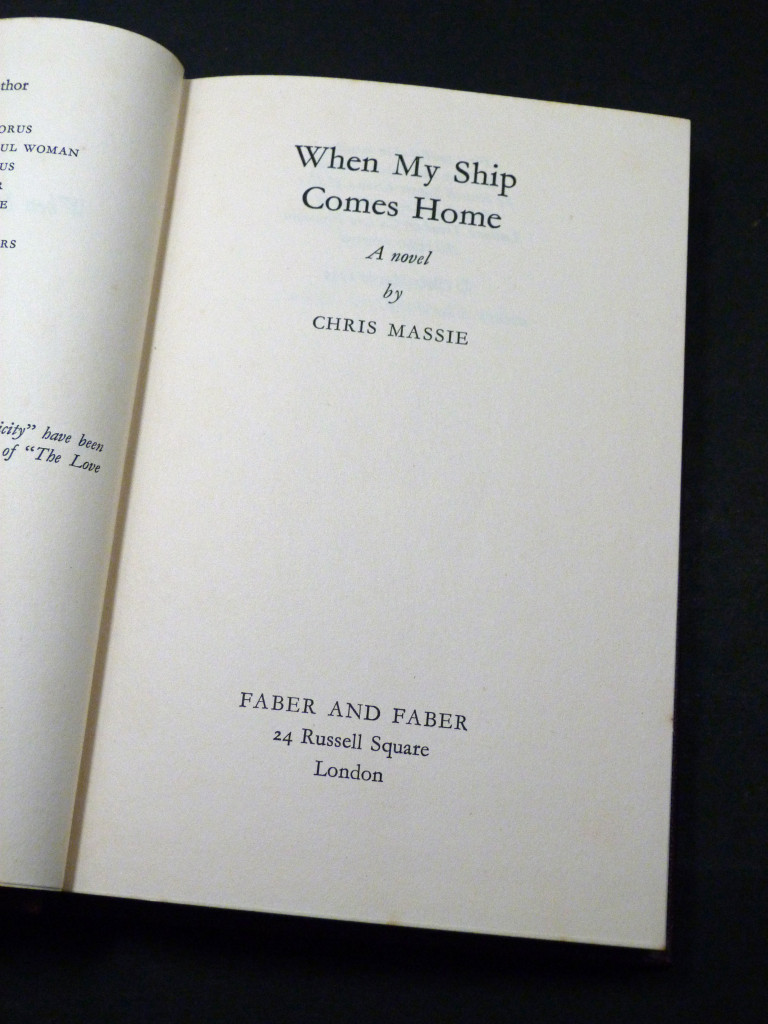 thor
ORUS
UL WOMAN
US
R
E
RS
icity" have been
of "The Love
When My Ship
Comes Home
A novel
by
CHRIS MASSIE
FABER AND FABER
24 Russell Square
London